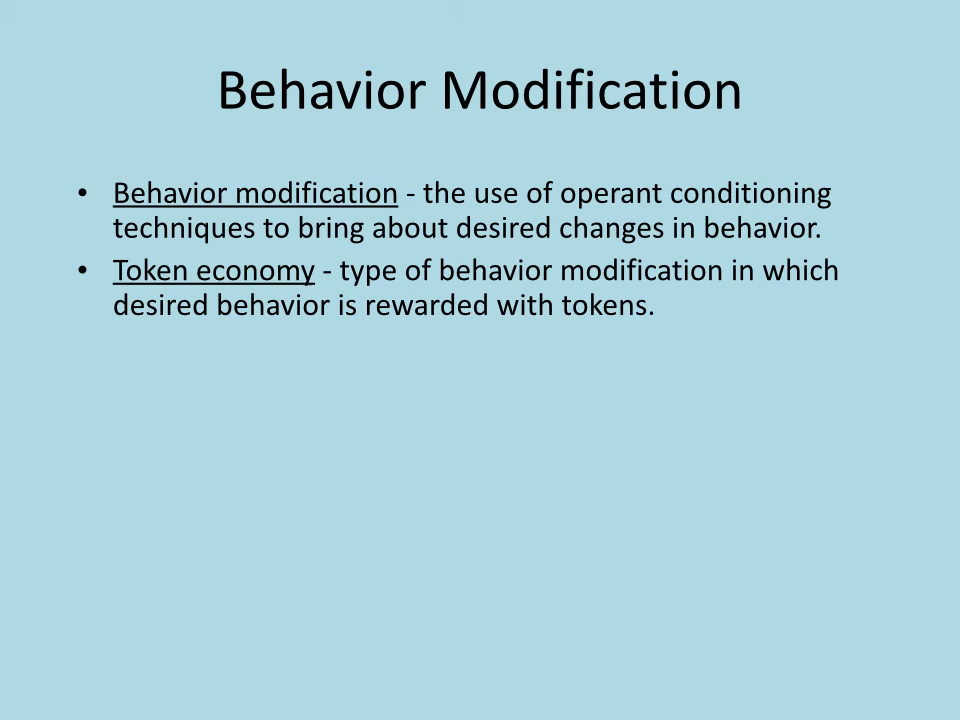 Behavior Modification
• Behavior modification - the use of operant conditioning
techniques to bring about desired changes in behavior.
• Token economy - type of behavior modification in which
desired behavior is rewarded with tokens.